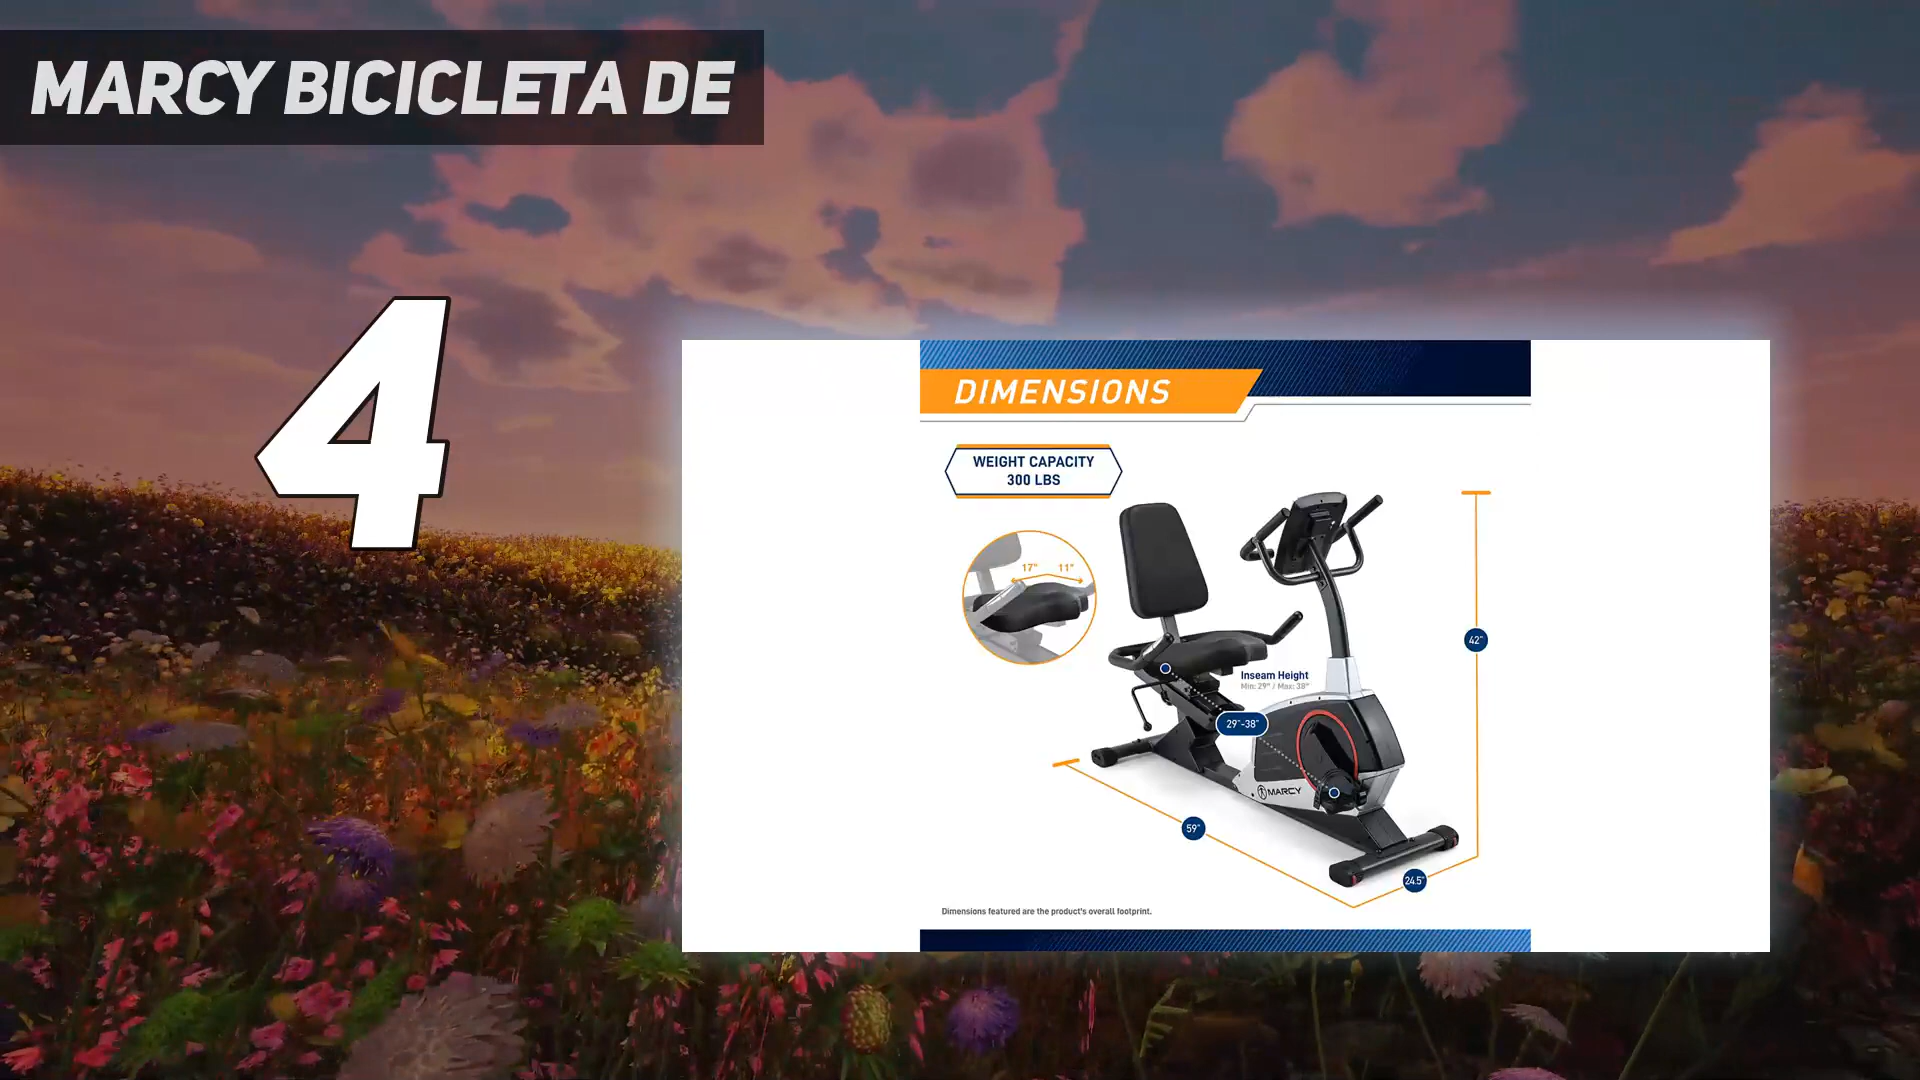 MARCY BICICLETA DE
4
DIMENSIONS
WEIGHT CAPACITY
300 LBS
17" 11"
42"
Inseam Height
Min: 29" / Max: 38"
29"-38"
MARCY
59"
24.5"
Dimensions featured are the product's overall footprint.